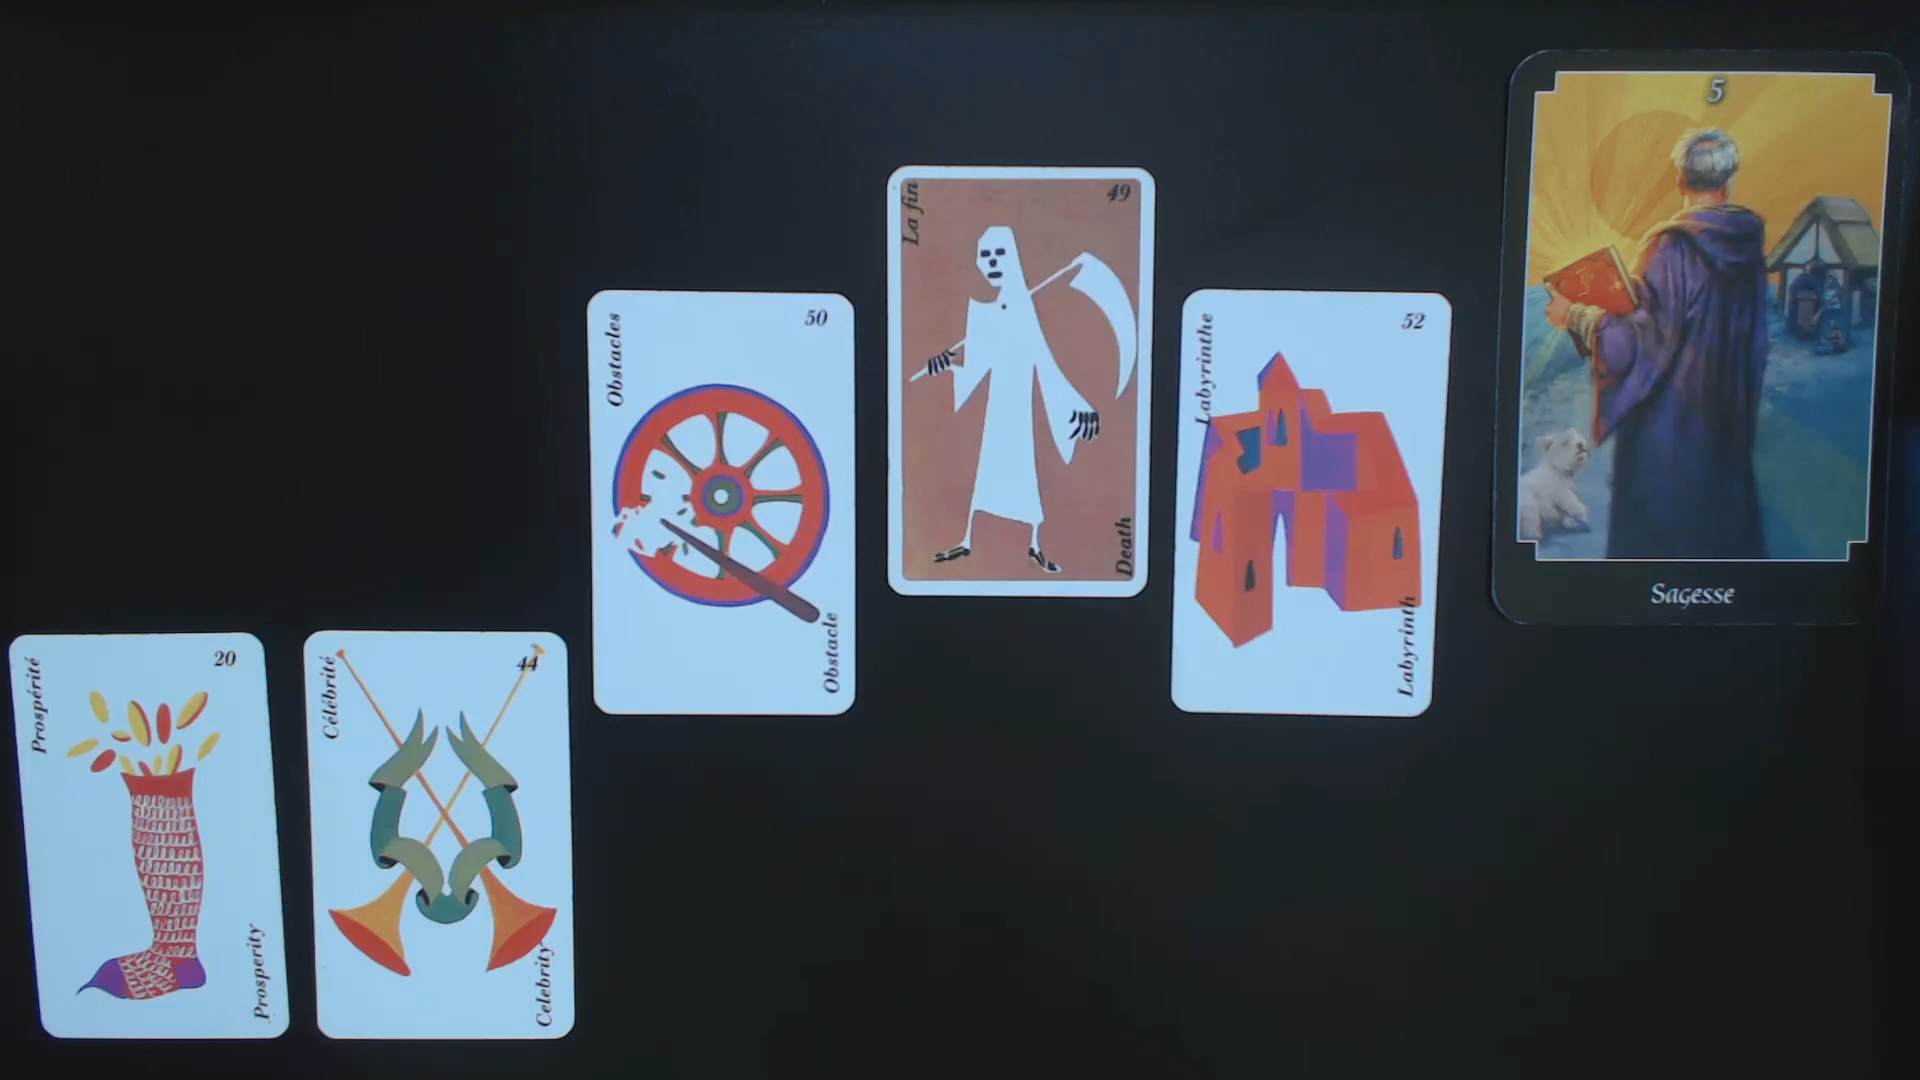 Prospérité
20
Prosperity
Célébrité
44
Celebrity
Obstacles
50
Obstacle
La fin
49
Death
Labyrinthe
52
Labyrinth
5
Sagesse